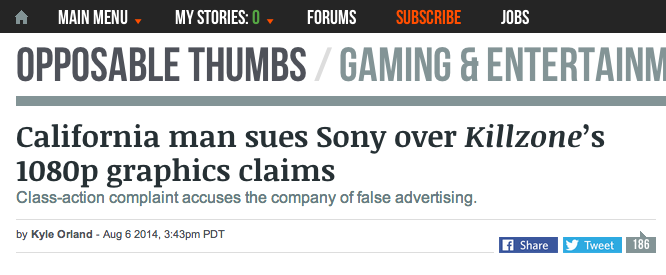 MAIN MENU MY STORIES: 0 FORUMS SUBSCRIBE JOBS
OPPOSABLE THUMBS / GAMING & ENTERTAINM
California man sues Sony over Killzone’s
1080p graphics claims
Class-action complaint accuses the company of false advertising.
by Kyle Orland - Aug 6 2014, 3:43pm PDT
Share Tweet 186